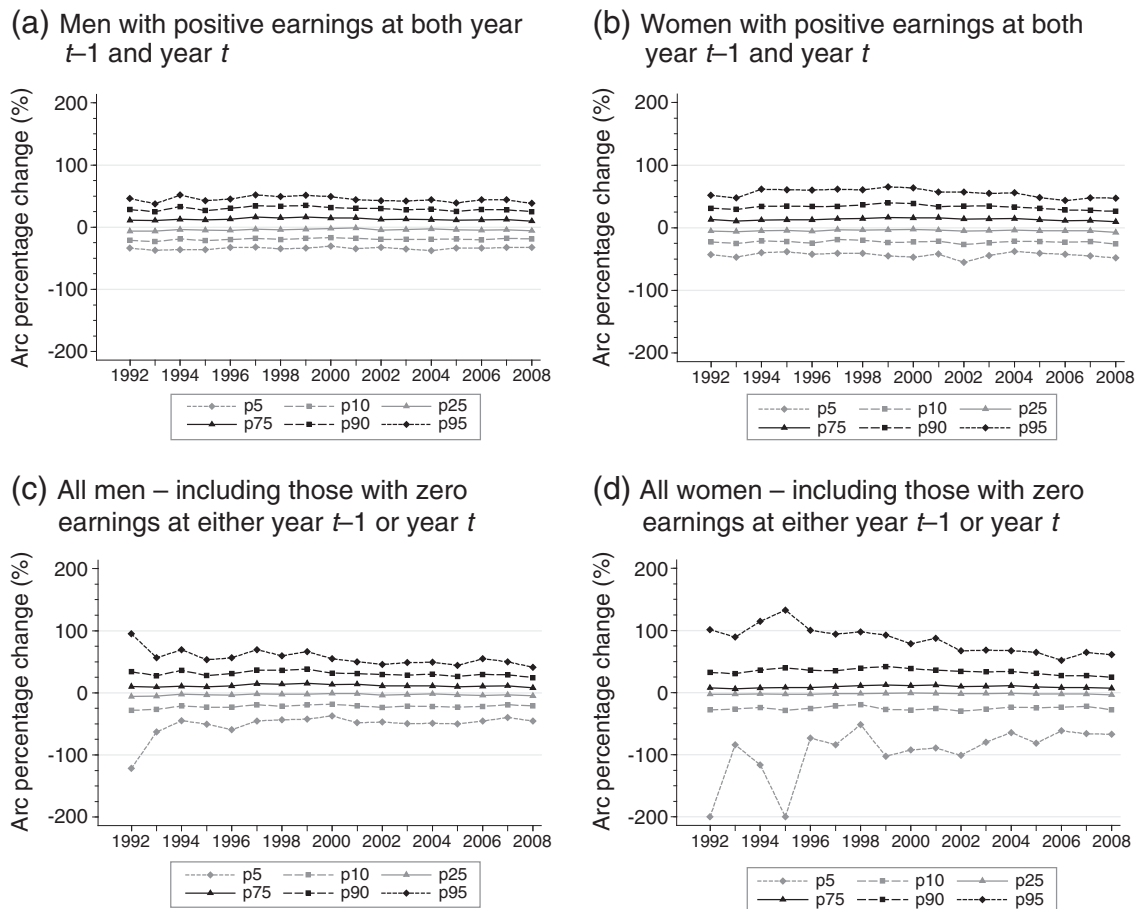 (a) Men with positive earnings at both year
t–1 and year t
Arc percentage change (%)
200
100
0
-100
-200
1992 1994 1996 1998 2000 2002 2004 2006 2008
p5 p10 p25
p75 p90 p95
(b) Women with positive earnings at both
year t–1 and year t
Arc percentage change (%)
200
100
0
-100
-200
1992 1994 1996 1998 2000 2002 2004 2006 2008
p5 p10 p25
p75 p90 p95
(c) All men – including those with zero
earnings at either year t–1 or year t
Arc percentage change (%)
200
100
0
-100
-200
1992 1994 1996 1998 2000 2002 2004 2006 2008
p5 p10 p25
p75 p90 p95
(d) All women – including those with zero
earnings at either year t–1 or year t
Arc percentage change (%)
200
100
0
-100
-200
1992 1994 1996 1998 2000 2002 2004 2006 2008
p5 p10 p25
p75 p90 p95